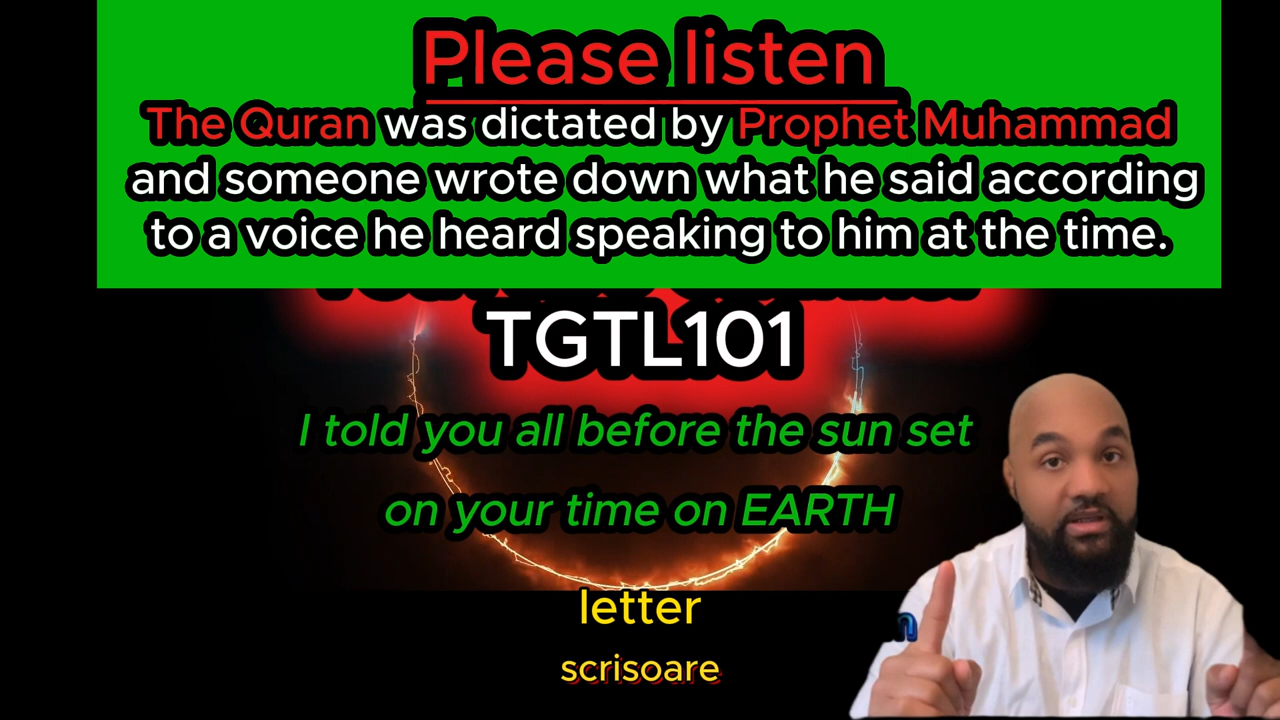 Please listen
The Quran was dictated by Prophet Muhammad
and someone wrote down what he said according
to a voice he heard speaking to him at the time.
TGTL101
I told you all before the sun set
on your time on EARTH
letter
scrisoare